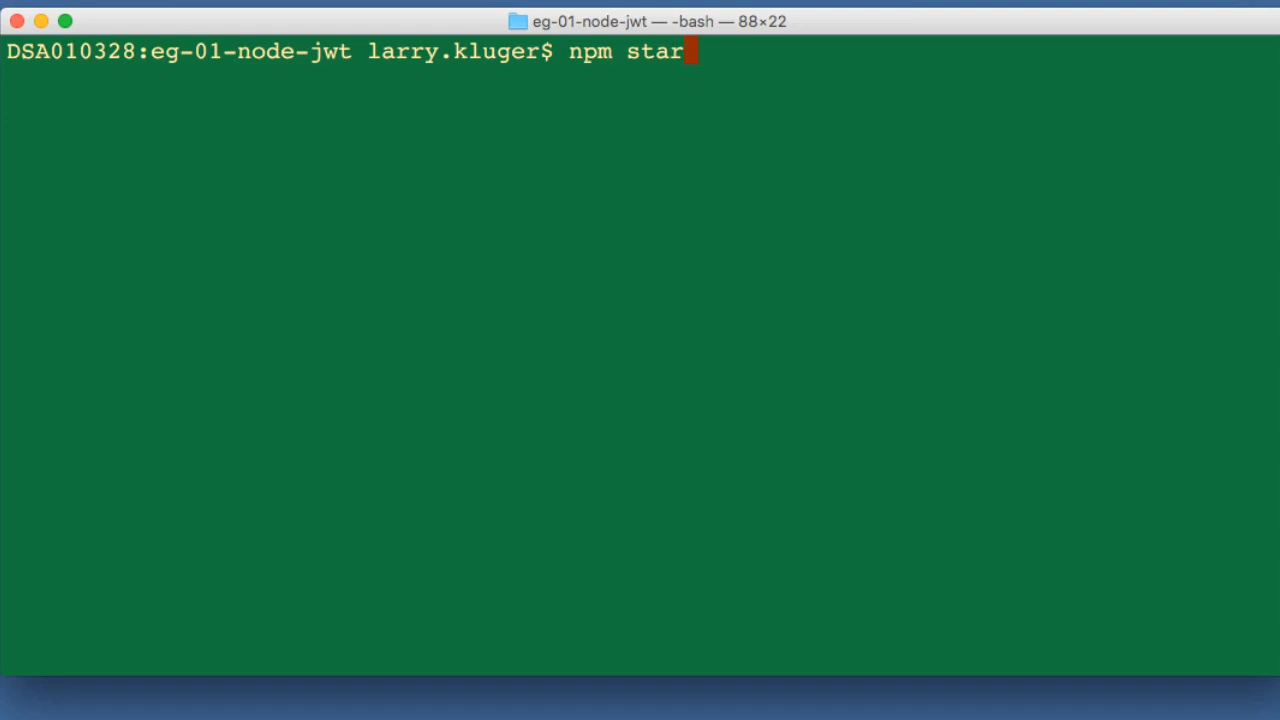 eg-01-node-jwt — -bash — 88×22
DSA010328:eg-01-node-jwt larry.kluger$ npm star